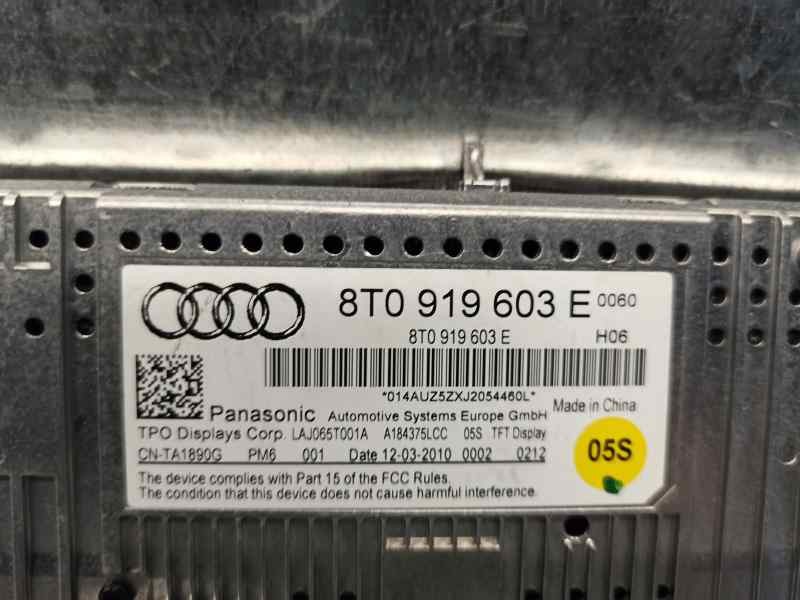 8T0 919 603 E 0060
8T0 919 603 E H06
*014AUZ5ZXJ2054460L*
Panasonic Automotive Systems Europe GmbH Made in China
TPO Displays Corp. LAJ065T001A A184375LCC 05S TFT Display
CN-TA1890G PM6 001 Date 12-03-2010 0002 0212
05S
The device complies with Part 15 of the FCC Rules.
The condition that this device does not cause harmful interference.